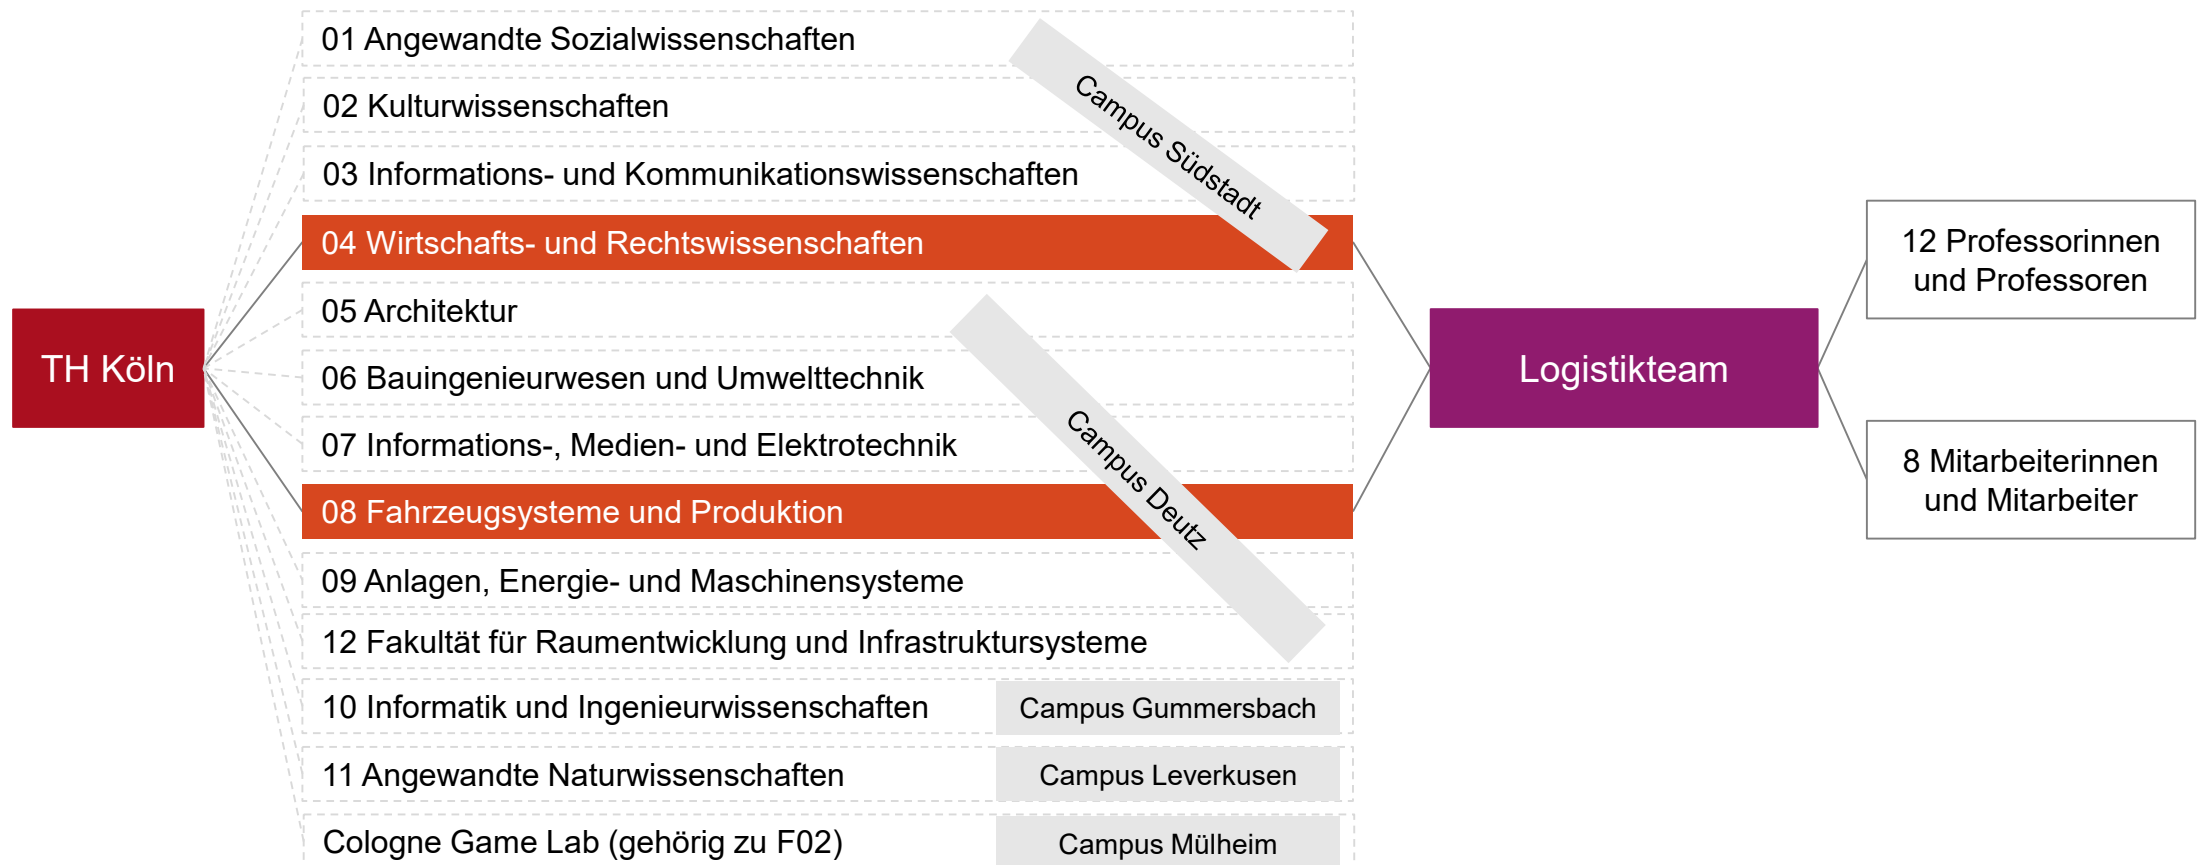 TH Köln
01 Angewandte Sozialwissenschaften
02 Kulturwissenschaften
03 Informations- und Kommunikationswissenschaften
04 Wirtschafts- und Rechtswissenschaften
Campus Südstadt
05 Architektur
06 Bauingenieurwesen und Umwelttechnik
07 Informations-, Medien- und Elektrotechnik
08 Fahrzeugsysteme und Produktion
09 Anlagen, Energie- und Maschinensysteme
12 Fakultät für Raumentwicklung und Infrastruktursysteme
Campus Deutz
10 Informatik und Ingenieurwissenschaften
Campus Gummersbach
11 Angewandte Naturwissenschaften
Campus Leverkusen
Cologne Game Lab (gehörig zu F02)
Campus Mülheim
Logistikteam
12 Professorinnen
und Professoren
8 Mitarbeiterinnen
und Mitarbeiter